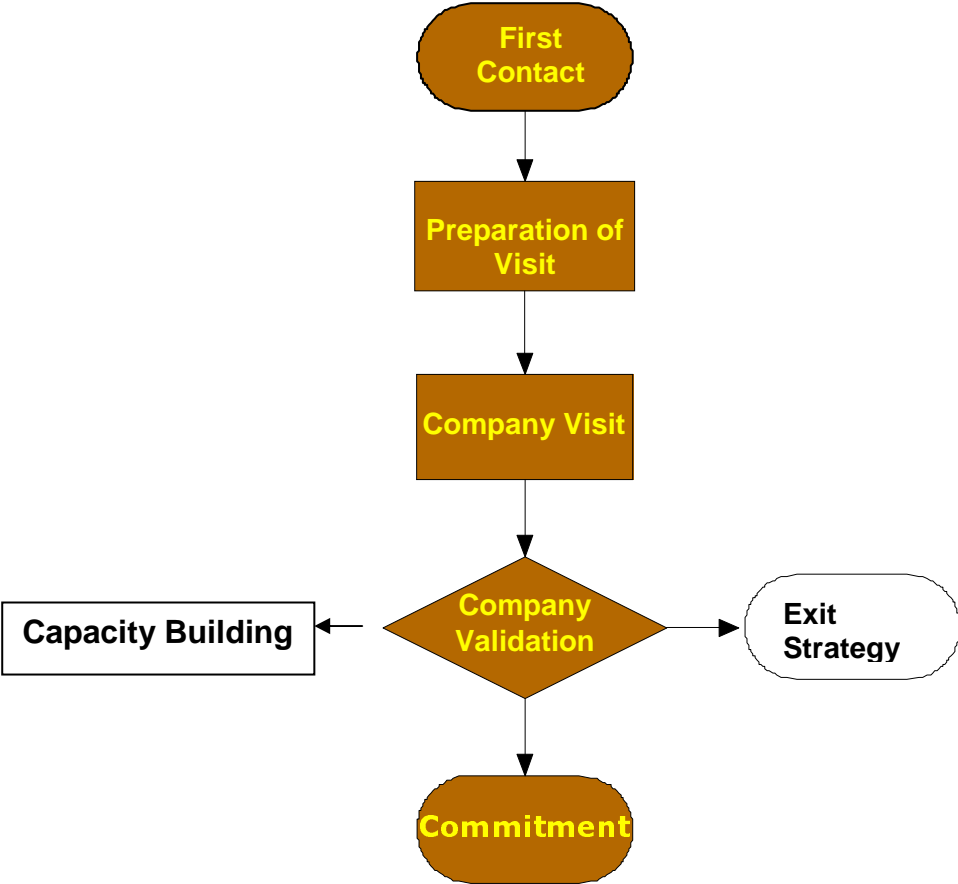 First
Contact
Preparation of
Visit
Company Visit
Company
Validation
Capacity Building
Exit
Strategy
Commitment